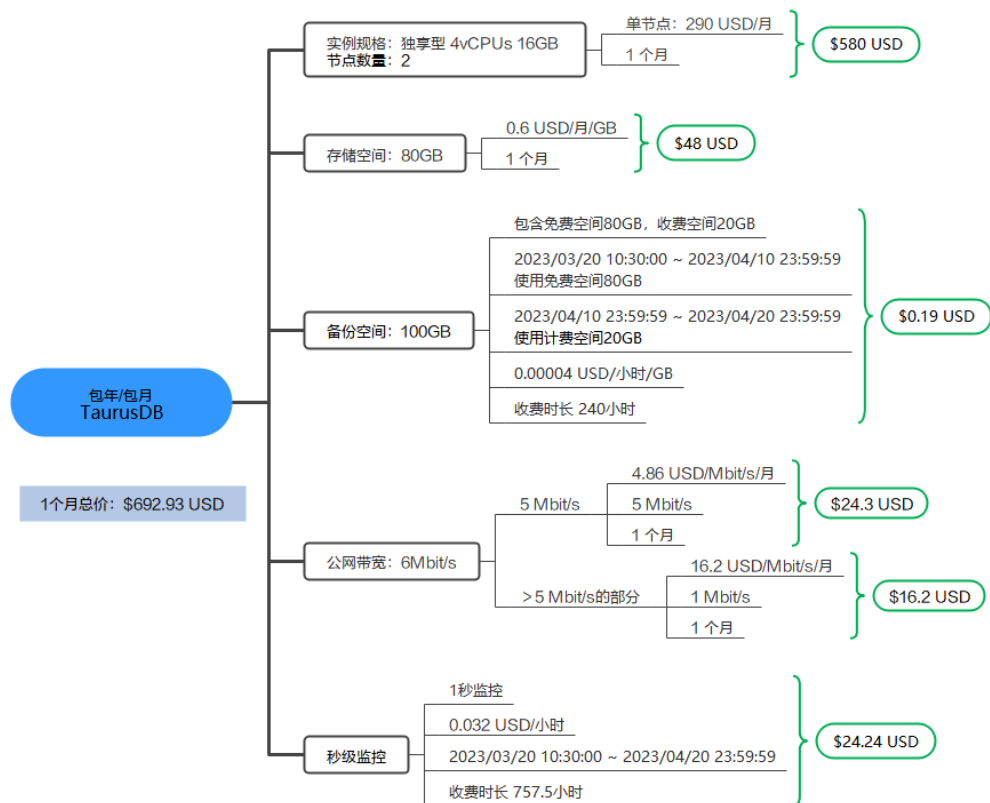 包年/包月
TaurusDB
1个月总价：$692.93 USD
实例规格：独享型 4vCPUs 16GB
节点数量：2
单节点：290 USD/月
1 个月
$580 USD
存储空间：80GB
0.6 USD/月/GB
1 个月
$48 USD
备份空间：100GB
包含免费空间80GB，收费空间20GB
2023/03/20 10:30:00 ~ 2023/04/10 23:59:59
使用免费空间80GB
2023/04/10 23:59:59 ~ 2023/04/20 23:59:59
使用计费空间20GB
0.00004 USD/小时/GB
收费时长 240小时
$0.19 USD
公网带宽：6Mbit/s
5 Mbit/s
4.86 USD/Mbit/s/月
5 Mbit/s
1 个月
$24.3 USD
＞5 Mbit/s的部分
16.2 USD/Mbit/s/月
1 Mbit/s
1 个月
$16.2 USD
秒级监控
1秒监控
0.032 USD/小时
2023/03/20 10:30:00 ~ 2023/04/20 23:59:59
收费时长 757.5小时
$24.24 USD